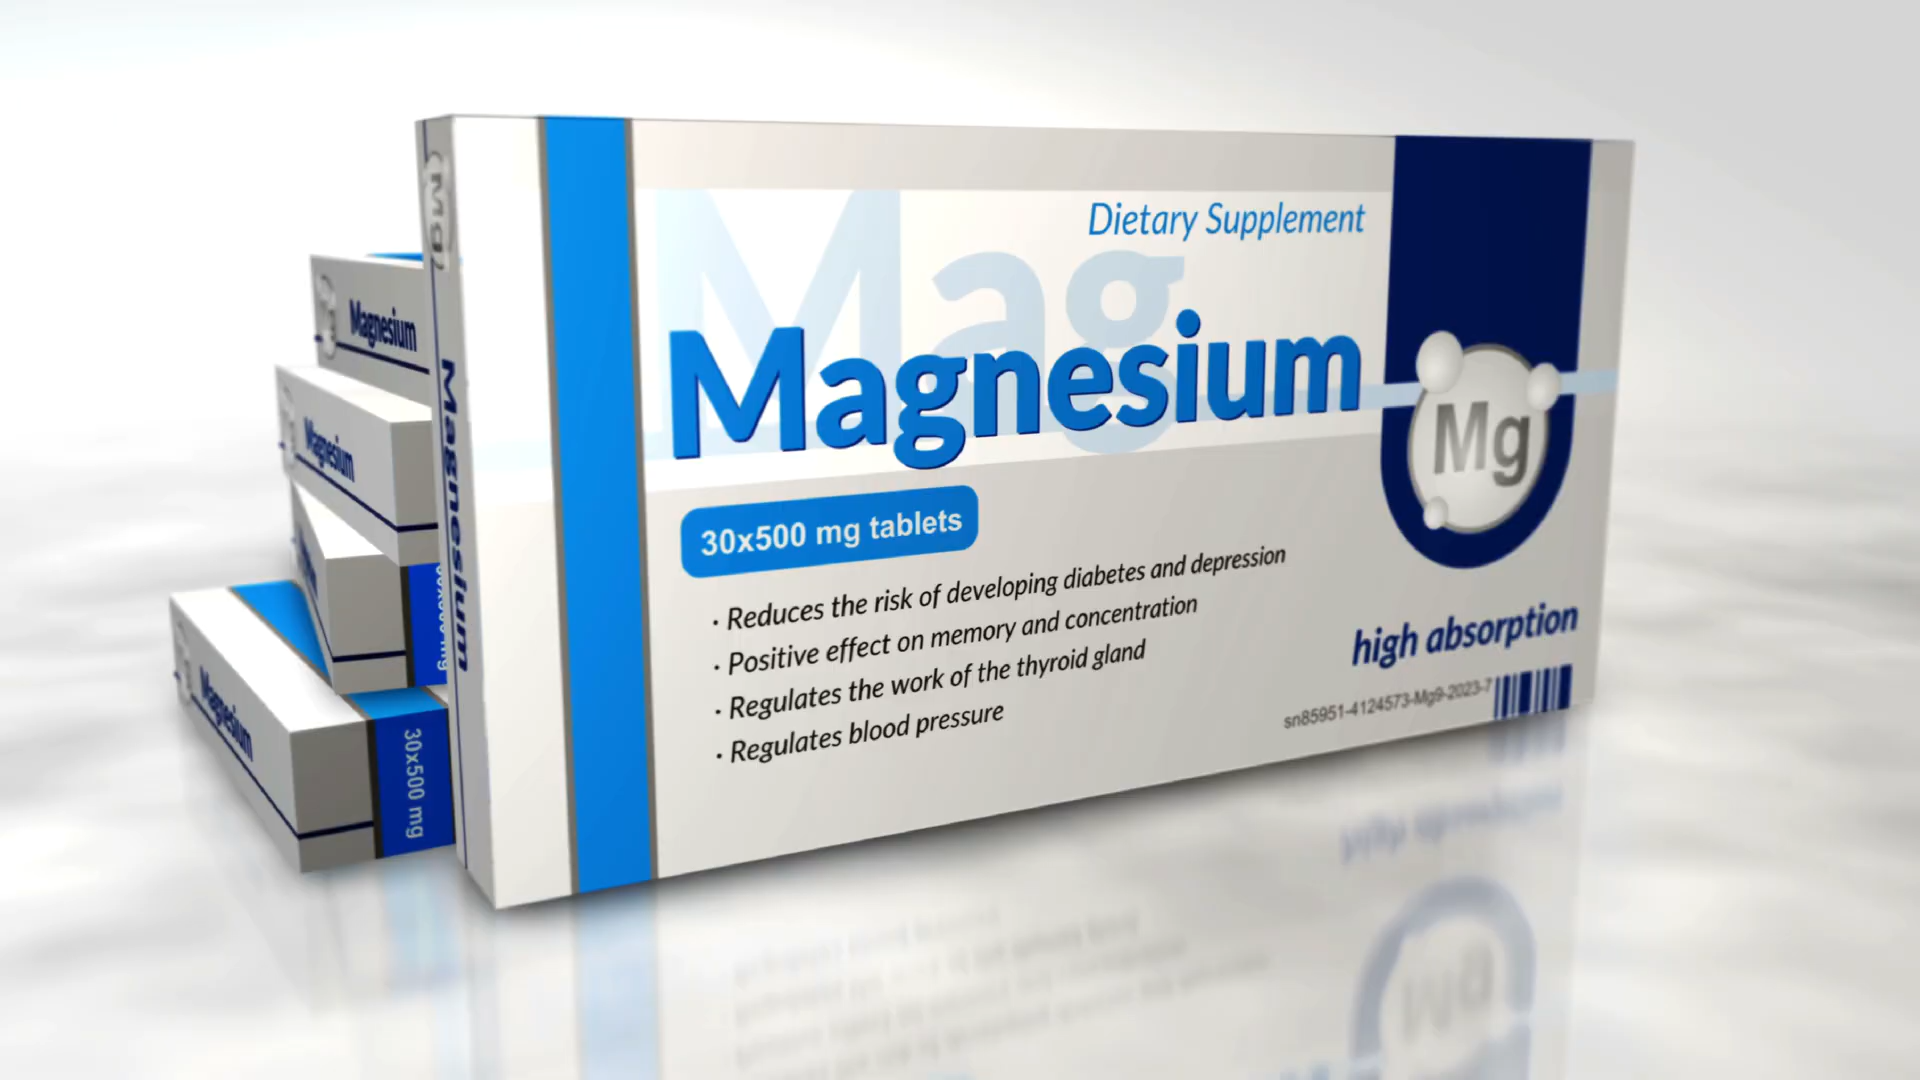 Dietary Supplement
Mag
Magnesium
Mg
30x500 mg tablets
· Reduces the risk of developing diabetes and depression
· Positive effect on memory and concentration
· Regulates the work of the thyroid gland
· Regulates blood pressure
high absorption
sn85951-4124573-Mg9-2023-7
Mg
Magnesium
Magnesium
Magnesium
Magnesium
30x500 mg